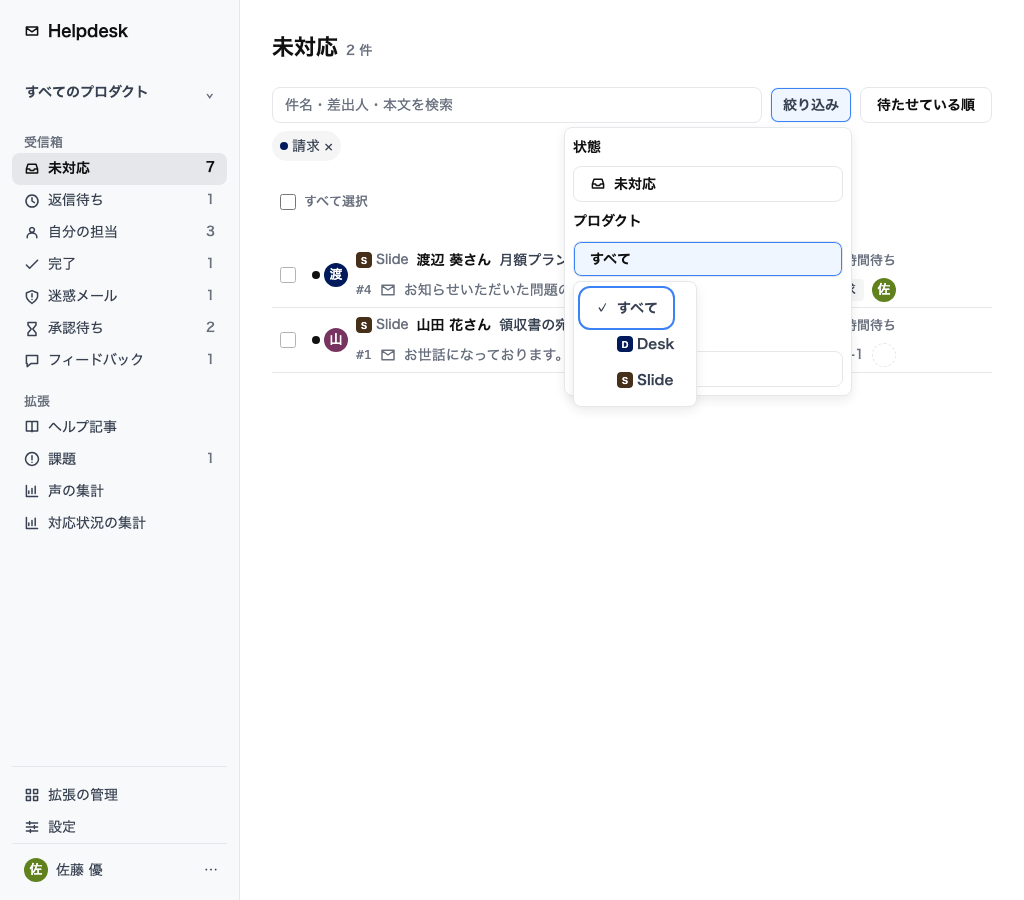 Helpdesk
すべてのプロダクト
受信箱
未対応 7
返信待ち 1
自分の担当 3
完了 1
迷惑メール 1
承認待ち 2
フィードバック 1
拡張
ヘルプ記事
課題 1
声の集計
対応状況の集計
拡張の管理
設定
佐 佐藤 優 …
未対応 2 件
件名・差出人・本文を検索 絞り込み 待たせている順
請求 ×
すべて選択
渡 S Slide 渡辺 葵さん 月額プラン 時間待ち
#4 お知らせいただいた問題の 佐
山 S Slide 山田 花さん 領収書の宛 時間待ち
#1 お世話になっております。 -1
状態
未対応
プロダクト
すべて
✓ すべて
D Desk
S Slide